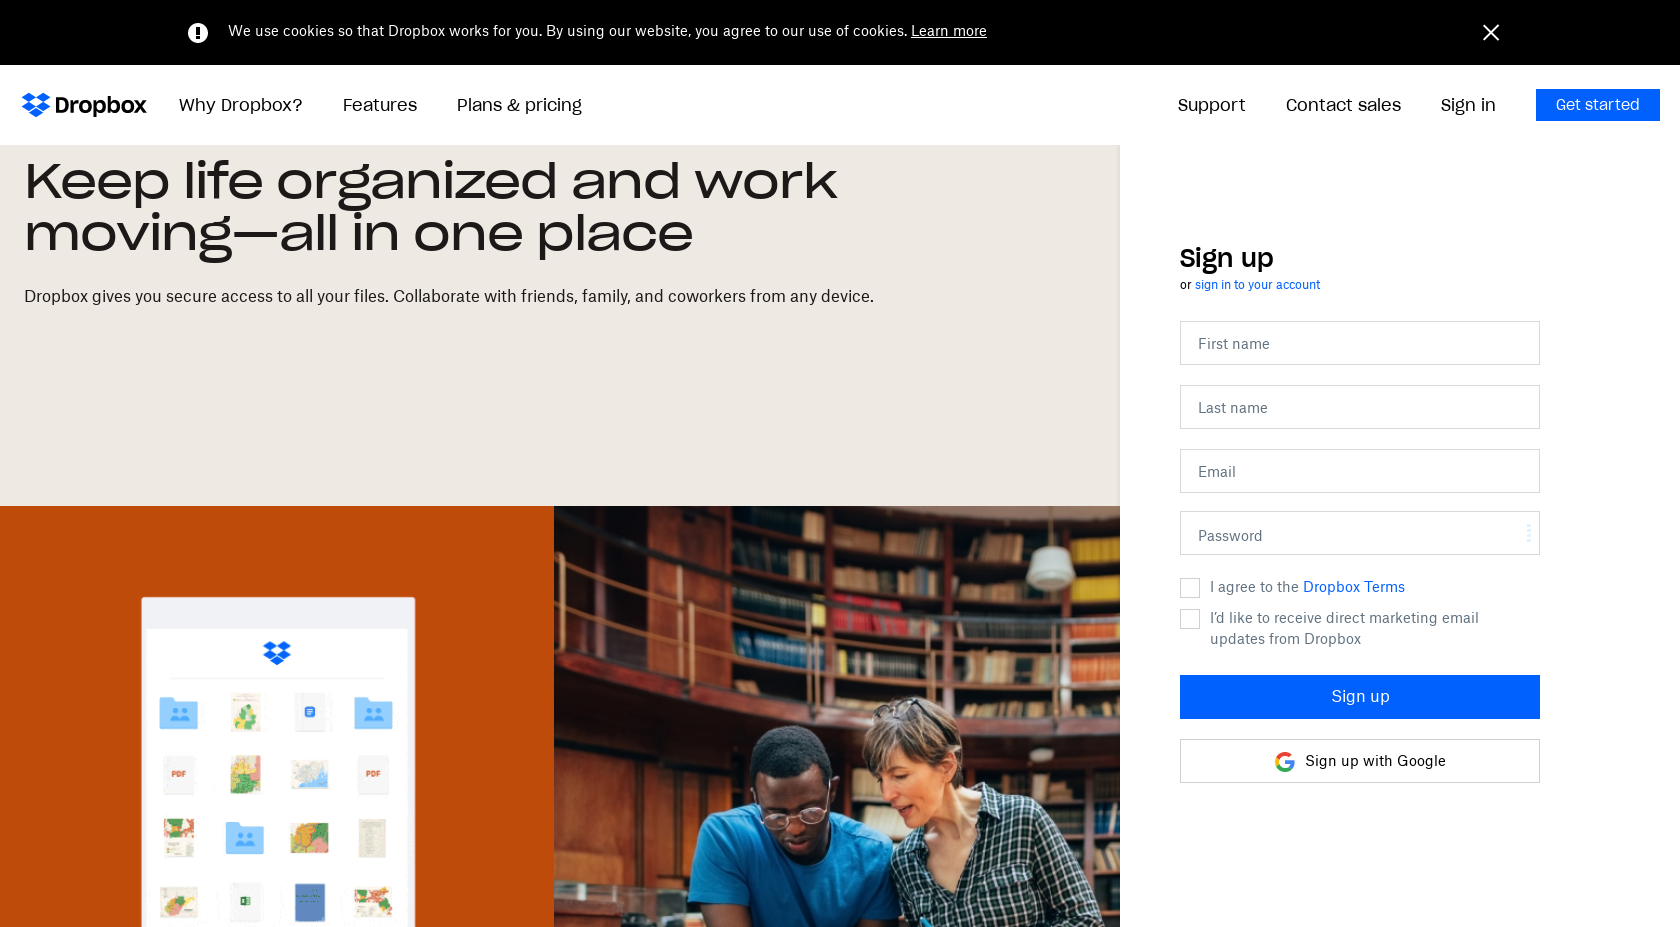 We use cookies so that Dropbox works for you. By using our website, you agree to our use of cookies. Learn more
Dropbox
Why Dropbox?
Features
Plans & pricing
Support
Contact sales
Sign in
Get started
Keep life organized and work
moving—all in one place
Dropbox gives you secure access to all your files. Collaborate with friends, family, and coworkers from any device.
PDF
PDF
Sign up
or sign in to your account
First name
Last name
Email
Password
I agree to the Dropbox Terms
I'd like to receive direct marketing email
updates from Dropbox
Sign up
Sign up with Google